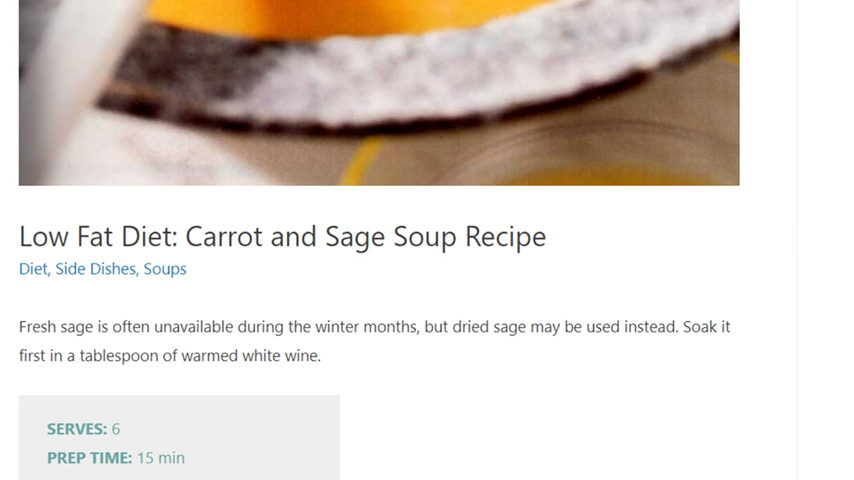 Low Fat Diet: Carrot and Sage Soup Recipe
Diet, Side Dishes, Soups
Fresh sage is often unavailable during the winter months, but dried sage may be used instead. Soak it
first in a tablespoon of warmed white wine.
SERVES: 6
PREP TIME: 15 min